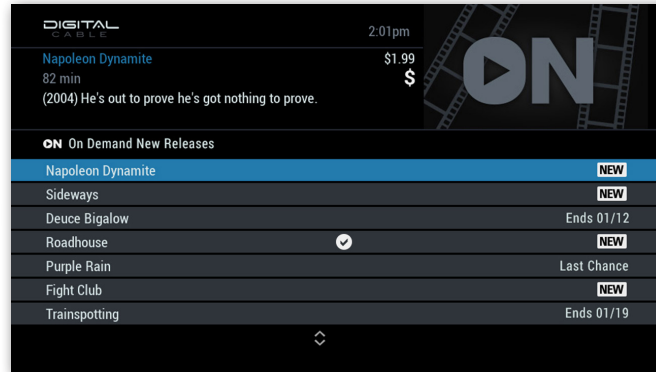 DIGITAL
CABLE
2:01pm
Napoleon Dynamite $1.99
82 min $
(2004) He's out to prove he's got nothing to prove.
ON
ON On Demand New Releases
Napoleon Dynamite NEW
Sideways NEW
Deuce Bigalow Ends 01/12
Roadhouse NEW
Purple Rain Last Chance
Fight Club NEW
Trainspotting Ends 01/19